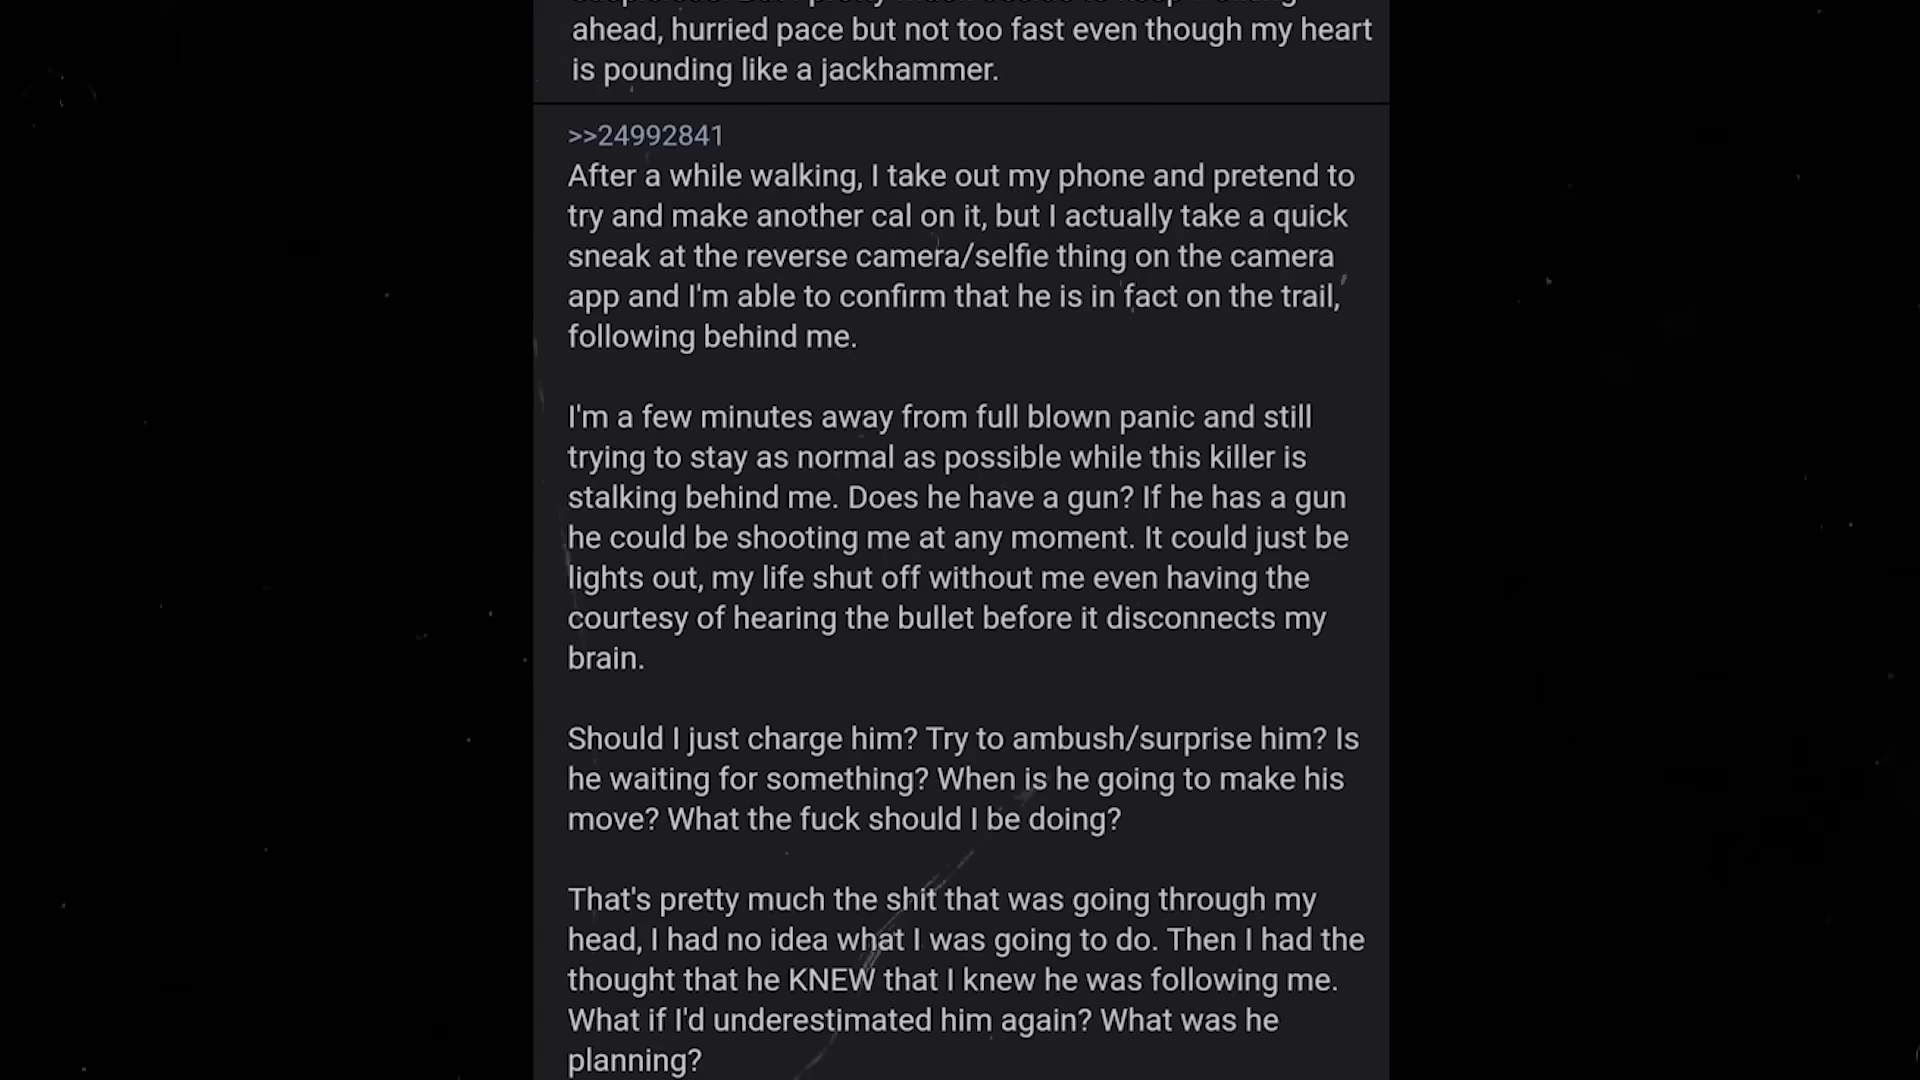 ahead, hurried pace but not too fast even though my heart
is pounding like a jackhammer.
>>24992841
After a while walking, I take out my phone and pretend to
try and make another cal on it, but I actually take a quick
sneak at the reverse camera/selfie thing on the camera
app and I'm able to confirm that he is in fact on the trail,
following behind me.
I'm a few minutes away from full blown panic and still
trying to stay as normal as possible while this killer is
stalking behind me. Does he have a gun? If he has a gun
he could be shooting me at any moment. It could just be
lights out, my life shut off without me even having the
courtesy of hearing the bullet before it disconnects my
brain.
Should I just charge him? Try to ambush/surprise him? Is
he waiting for something? When is he going to make his
move? What the fuck should I be doing?
That's pretty much the shit that was going through my
head, I had no idea what I was going to do. Then I had the
thought that he KNEW that I knew he was following me.
What if I'd underestimated him again? What was he
planning?